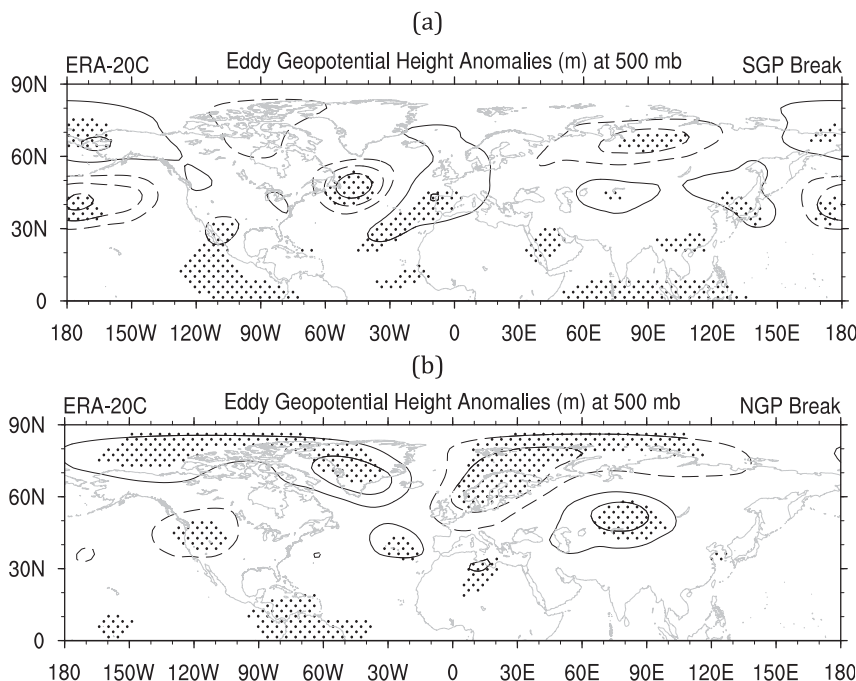 (a)
ERA-20C Eddy Geopotential Height Anomalies (m) at 500 mb SGP Break
90N
60N
30N
0
180 150W 120W 90W 60W 30W 0 30E 60E 90E 120E 150E 180
(b)
ERA-20C Eddy Geopotential Height Anomalies (m) at 500 mb NGP Break
90N
60N
30N
0
180 150W 120W 90W 60W 30W 0 30E 60E 90E 120E 150E 180